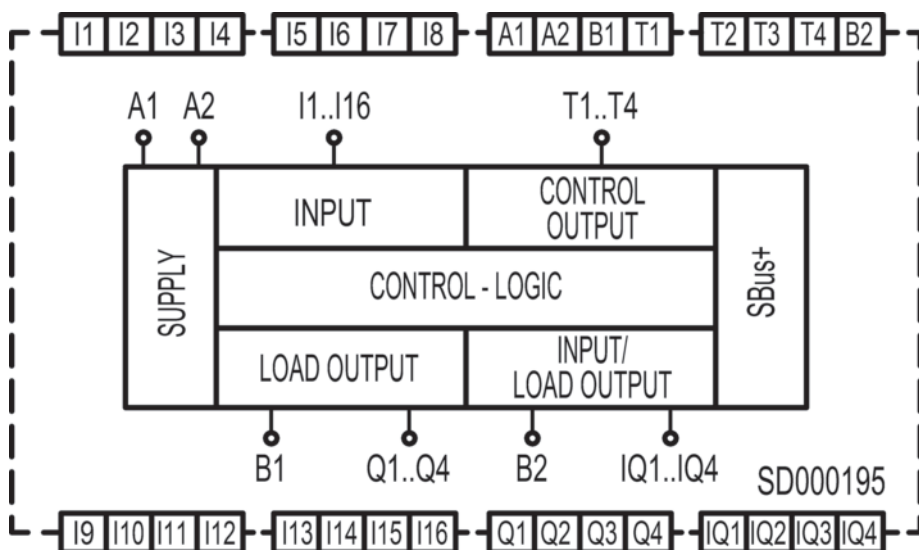 I1 I2 I3 I4 I5 I6 I7 I8 A1 A2 B1 T1 T2 T3 T4 B2
A1 A2 I1..I16 T1..T4
SUPPLY
INPUT
CONTROL
OUTPUT
CONTROL - LOGIC
LOAD OUTPUT
INPUT/
LOAD OUTPUT
SBus+
B1 Q1..Q4 B2 IQ1..IQ4
SD000195
I9 I10 I11 I12 I13 I14 I15 I16 Q1 Q2 Q3 Q4 IQ1 IQ2 IQ3 IQ4